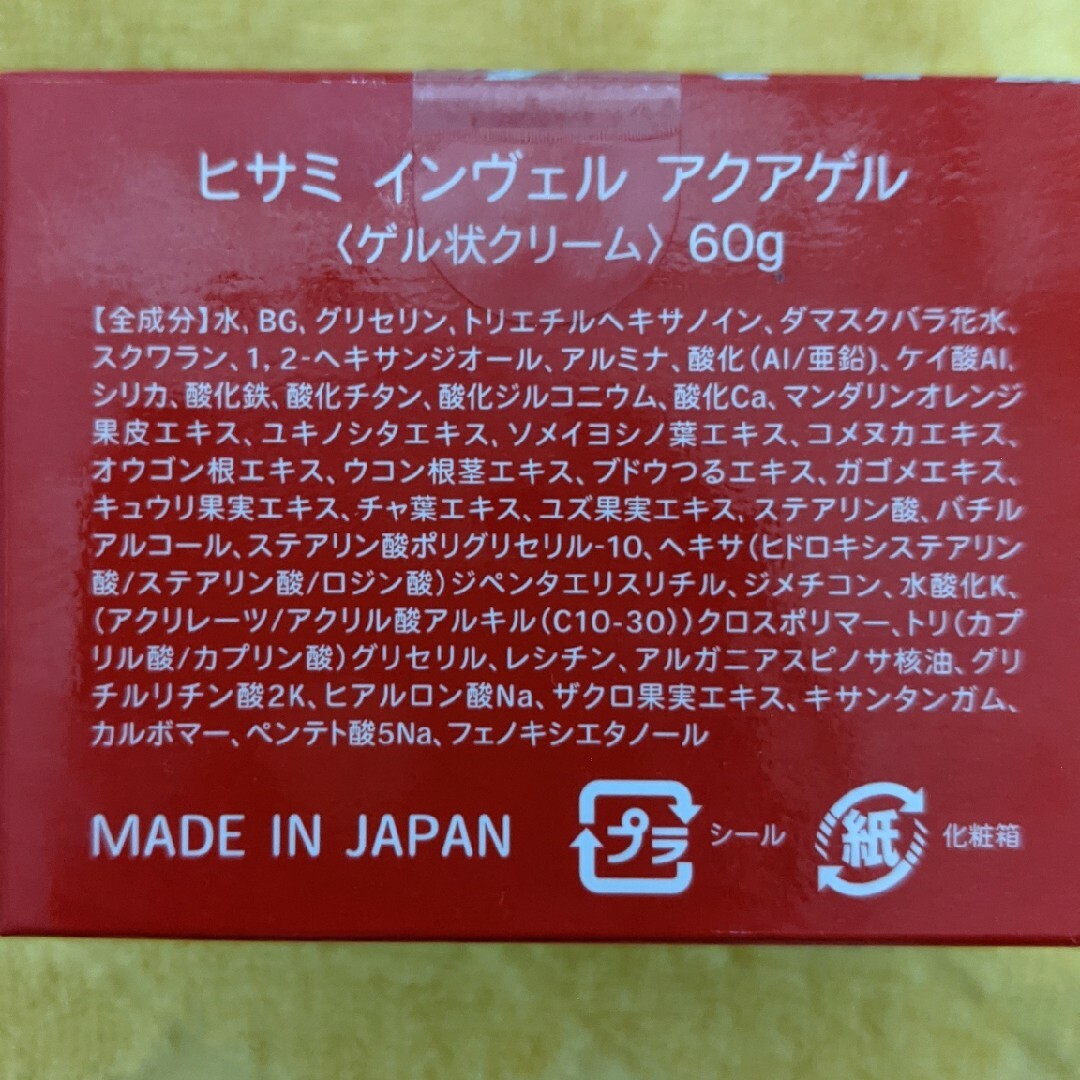 ヒサミ インヴェル アクアゲル
〈ゲル状クリーム〉60g
【全成分】水、BG、グリセリン、トリエチルヘキサノイン、ダマスクバラ花水、
スクワラン、1,2-ヘキサンジオール、アルミナ、酸化(Al/亜鉛)、ケイ酸Al、
シリカ、酸化鉄、酸化チタン、酸化ジルコニウム、酸化Ca、マンダリンオレンジ
果皮エキス、ユキノシタエキス、ソメイヨシノ葉エキス、コメヌカエキス、
オウゴン根エキス、ウコン根茎エキス、ブドウつるエキス、ガゴメエキス、
キュウリ果実エキス、チャ葉エキス、ユズ果実エキス、ステアリン酸、バチル
アルコール、ステアリン酸ポリグリセリル-10、ヘキサ(ヒドロキシステアリン
酸/ステアリン酸/ロジン酸)ジペンタエリスリチル、ジメチコン、水酸化K、
(アクリレーツ/アクリル酸アルキル(C10-30))クロスポリマー、トリ(カプ
リル酸/カプリン酸)グリセリル、レシチン、アルガニアスピノサ核油、グリ
チルリチン酸2K、ヒアルロン酸Na、ザクロ果実エキス、キサンタンガム、
カルボマー、ペンテト酸5Na、フェノキシエタノール
MADE IN JAPAN プラ シール 紙 化粧箱